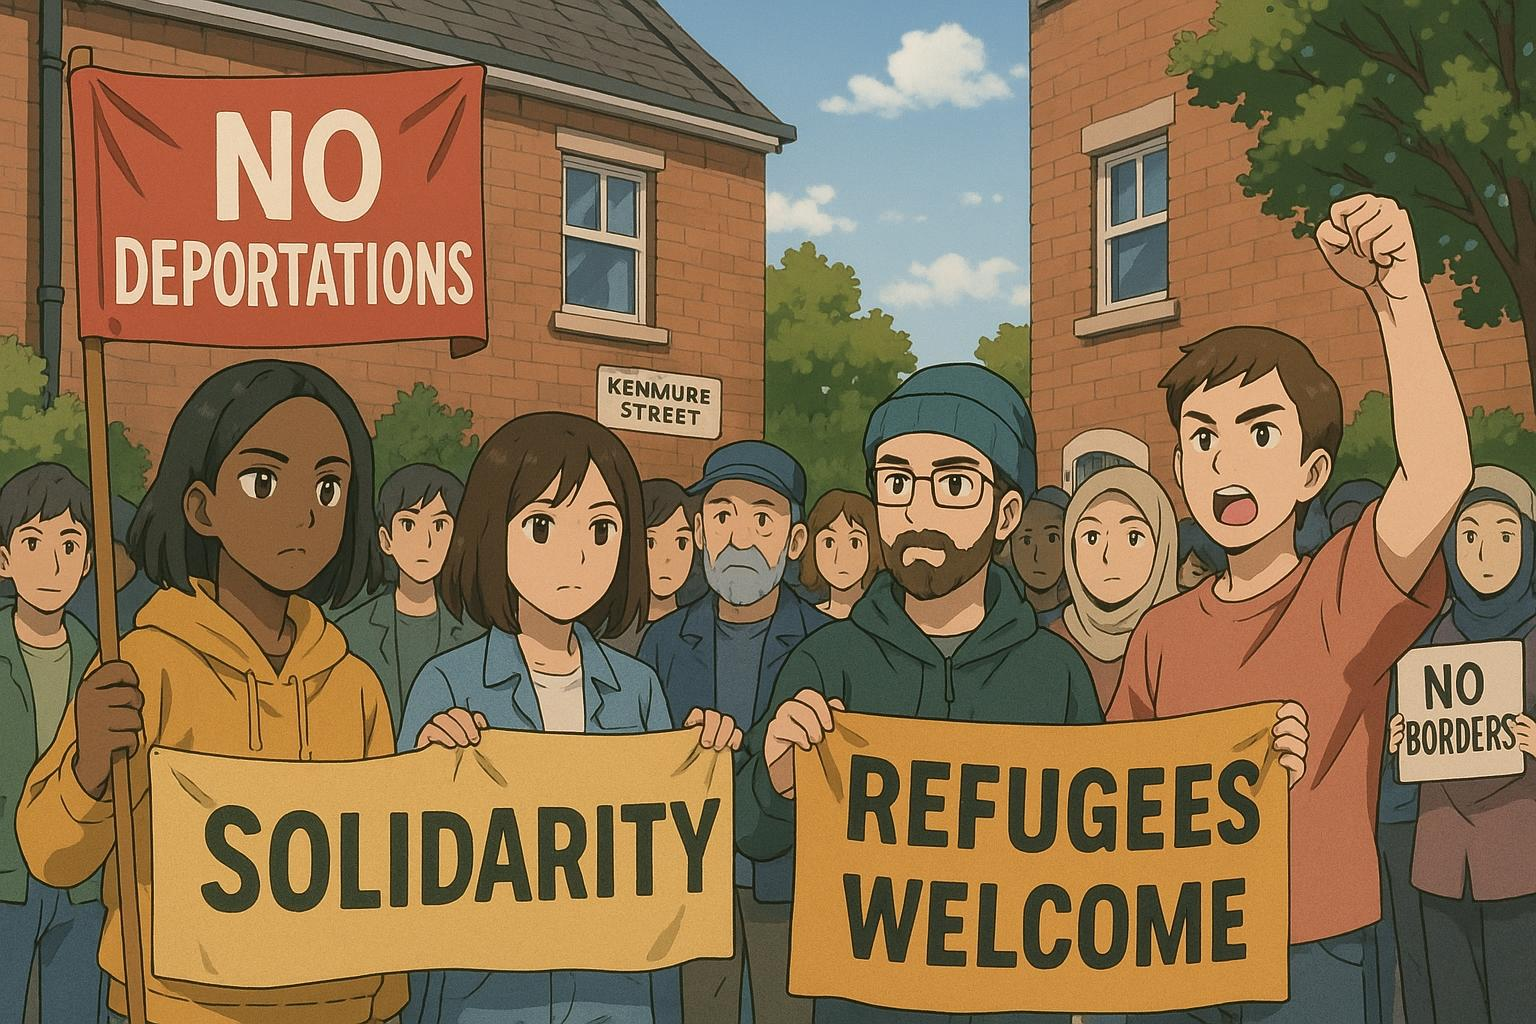 NO
DEPORTATIONS
KENMURE
STREET
SOLIDARITY
REFUGEES
WELCOME
NO
BORDERS